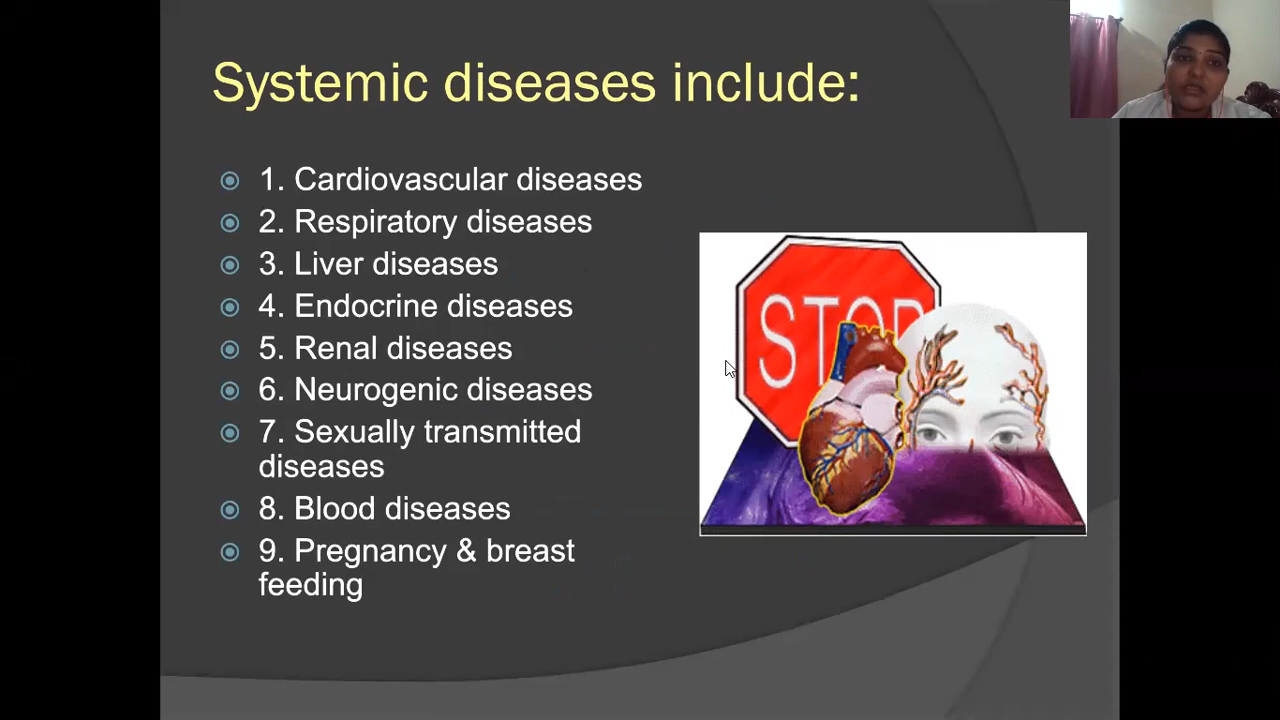 Systemic diseases include:
1. Cardiovascular diseases
2. Respiratory diseases
3. Liver diseases
4. Endocrine diseases
5. Renal diseases
6. Neurogenic diseases
7. Sexually transmitted
diseases
8. Blood diseases
9. Pregnancy & breast
feeding
STOP